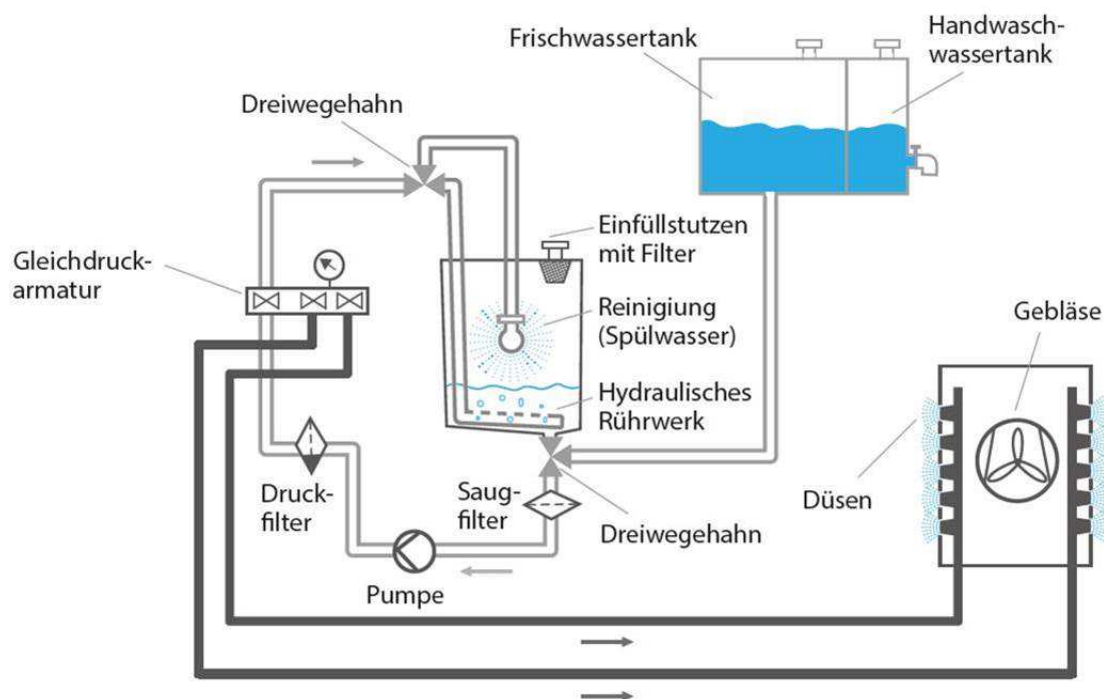 Frischwassertank
Handwasch-
wassertank
Dreiwegehahn
Einfüllstutzen
mit Filter
Gleichdruck-
armatur
Reinigiung
(Spülwasser)
Gebläse
Hydraulisches
Rührwerk
Druck-
filter
Saug-
filter
Düsen
Dreiwegehahn
Pumpe